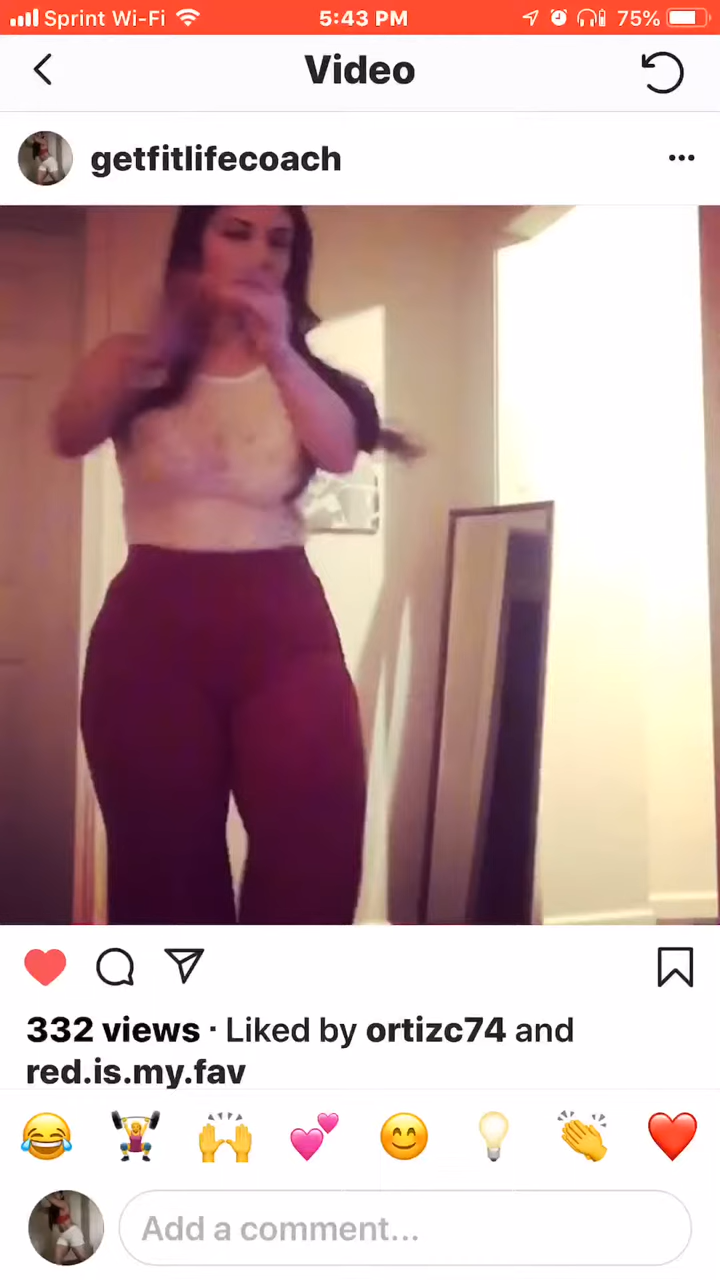 Sprint Wi-Fi 5:43 PM 75%
Video
getfitlifecoach
332 views · Liked by ortizc74 and
red.is.my.fav
Add a comment...